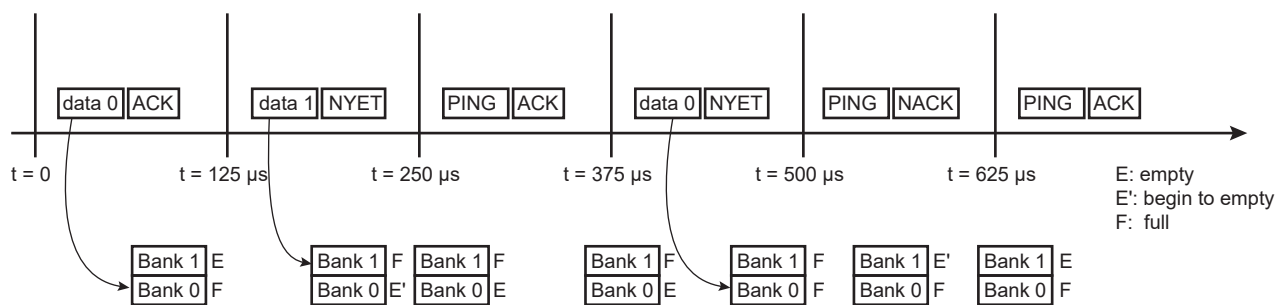 data 0 ACK data 1 NYET PING ACK data 0 NYET PING NACK PING ACK
t = 0 t = 125 μs t = 250 μs t = 375 μs t = 500 μs t = 625 μs
E: empty
E': begin to empty
F: full
Bank 1 E Bank 1 F Bank 1 F Bank 1 F Bank 1 F Bank 1 E' Bank 1 E
Bank 0 F Bank 0 E' Bank 0 E Bank 0 E Bank 0 F Bank 0 F Bank 0 F